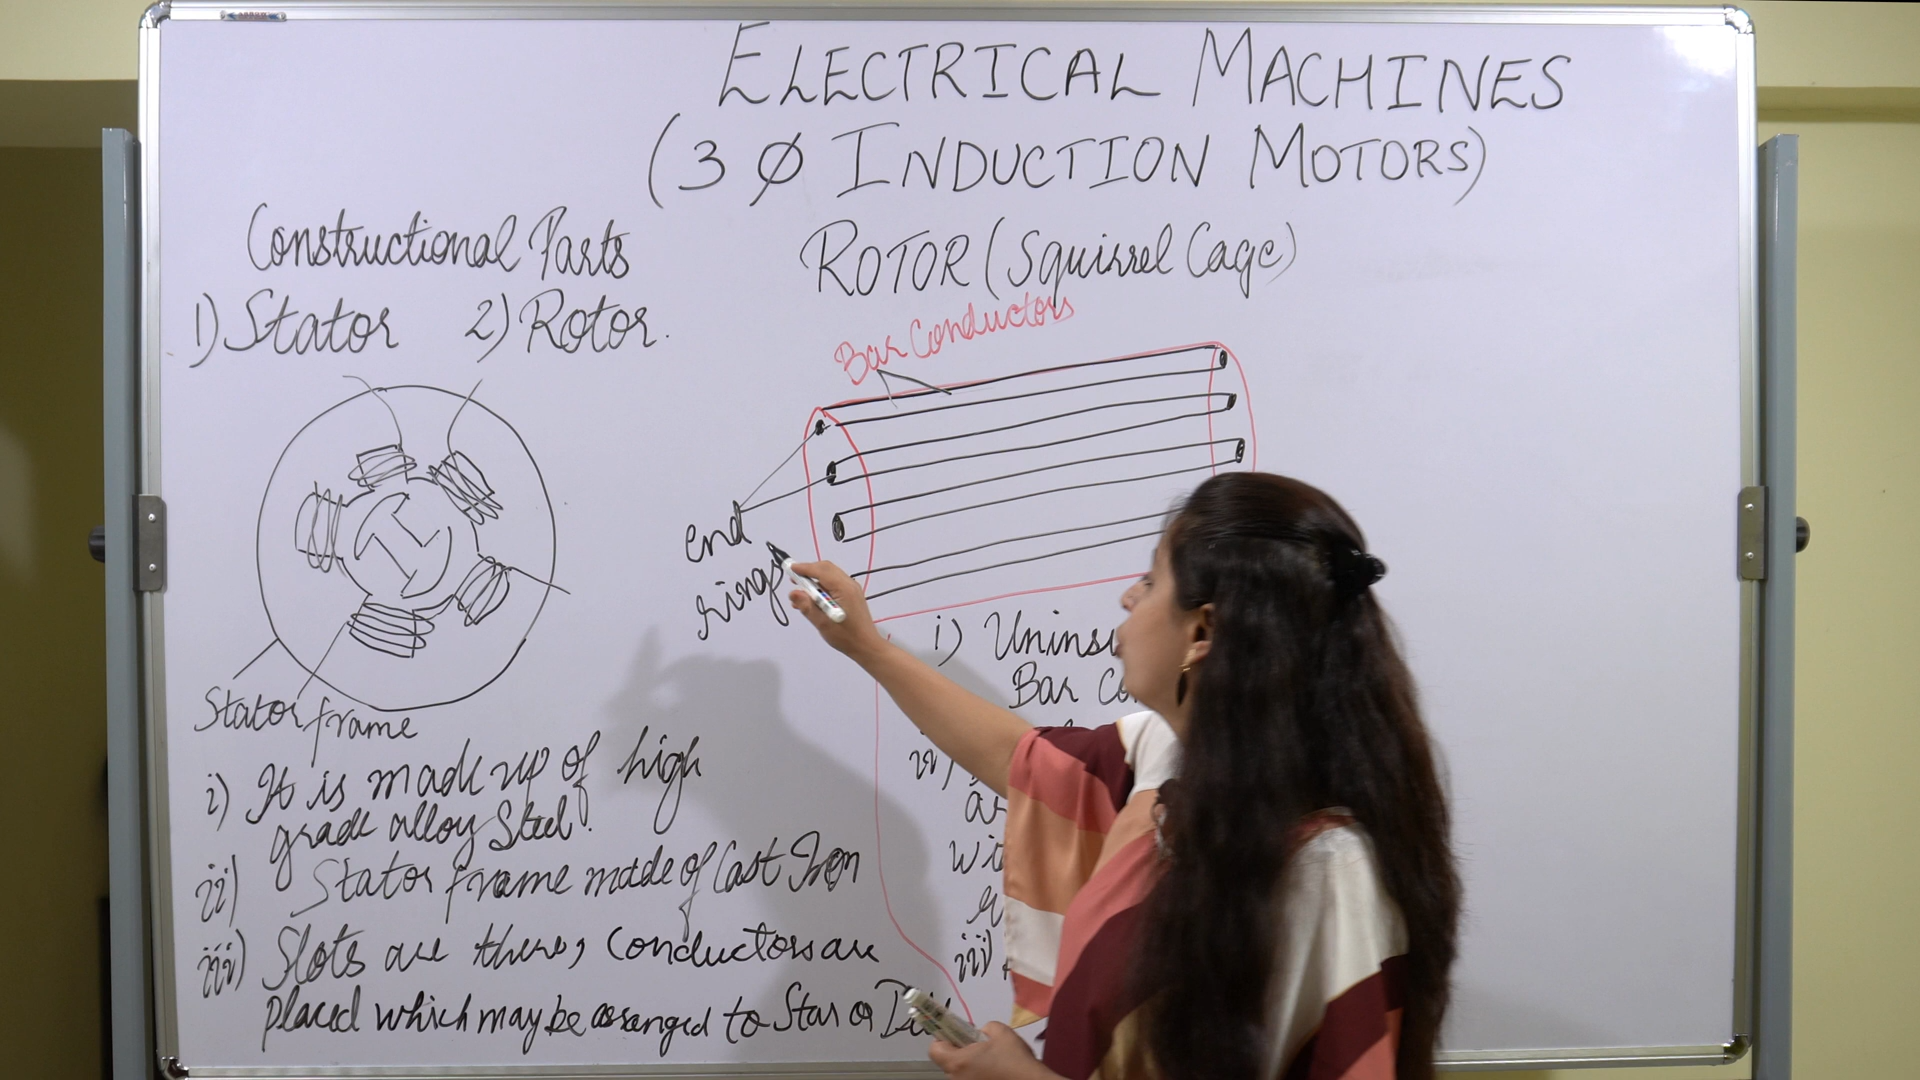 ELECTRICAL MACHINES
(3 Ø INDUCTION MOTORS)
Constructional Parts
1) Stator 2) Rotor.
ROTOR (Squirrel Cage)
Bar Conductors
end
rings
Stator frame
i) It is made up of high
grade alloy Steel.
ii) Stator frame made of Cast Iron
iii) Slots are there, Conductors are
placed which may be arranged to Star or
i)
Bar
ii)
iii)